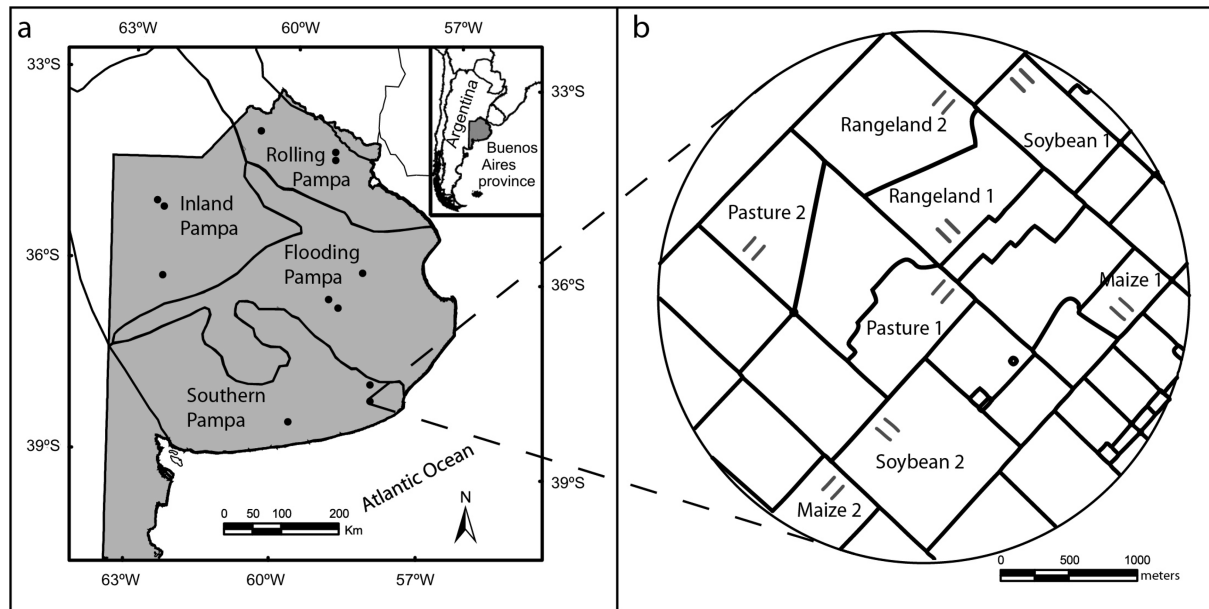 a
63ºW
60ºW
57ºW
33ºS
33ºS
Argentina
Buenos
Aires
province
Rolling
Pampa
Inland
Pampa
Flooding
Pampa
36ºS
36ºS
Southern
Pampa
39ºS
39ºS
Atlantic Ocean
N
0 50 100 200
Km
63ºW
60ºW
57ºW
b
Rangeland 2
Soybean 1
Rangeland 1
Pasture 2
Maize 1
Pasture 1
Soybean 2
Maize 2
0 500 1000
meters